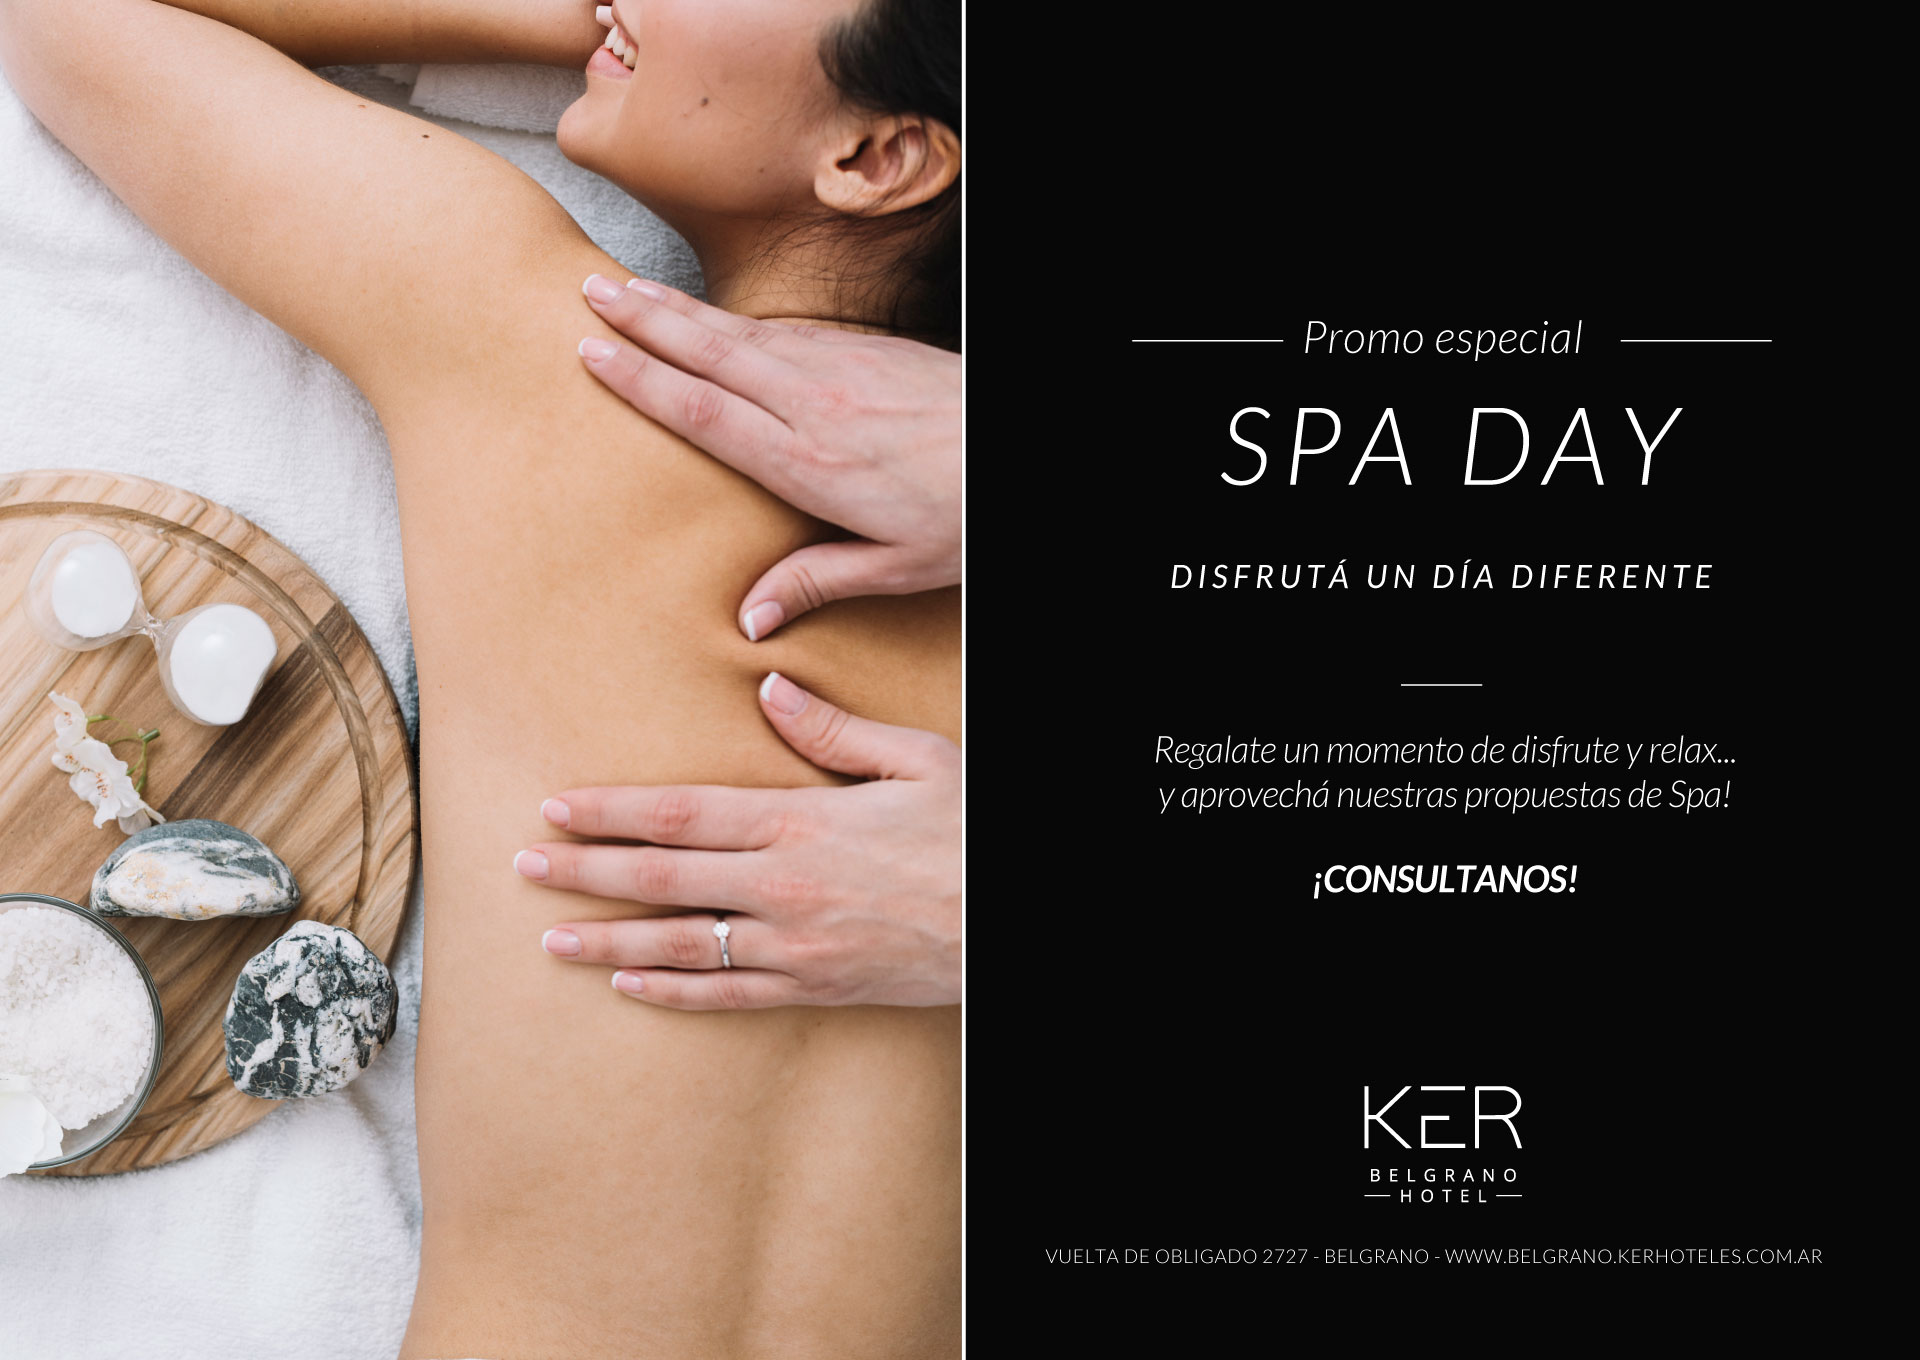 Promo especial
SPA DAY
DISFRUTÁ UN DÍA DIFERENTE
Regalate un momento de disfrute y relax...
y aprovechá nuestras propuestas de Spa!
¡CONSULTANOS!
KER
BELGRANO
HOTEL
VUELTA DE OBLIGADO 2727 - BELGRANO - WWW.BELGRANO.KERHOTELES.COM.AR